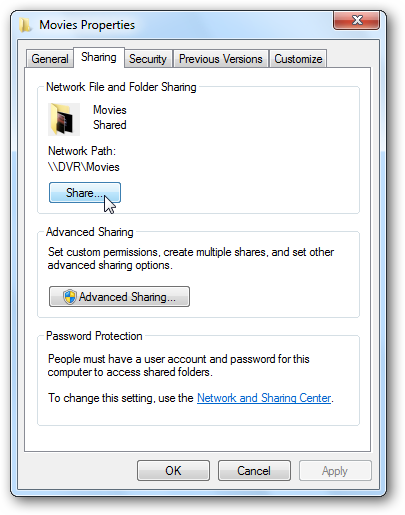 Movies Properties
General Sharing Security Previous Versions Customize
Network File and Folder Sharing
Movies
Shared
Network Path:
\\DVR\Movies
Share...
Advanced Sharing
Set custom permissions, create multiple shares, and set other
advanced sharing options.
Advanced Sharing...
Password Protection
People must have a user account and password for this
computer to access shared folders.
To change this setting, use the Network and Sharing Center.
OK Cancel Apply